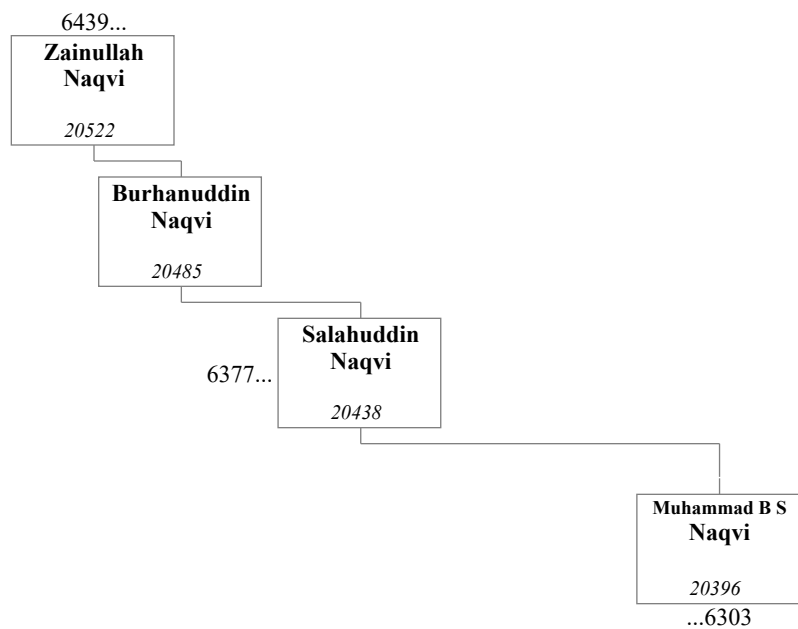 6439...
Zainullah
Naqvi
20522
Burhanuddin
Naqvi
20485
Salahuddin
Naqvi
6377...
20438
Muhammad B S
Naqvi
20396
...6303